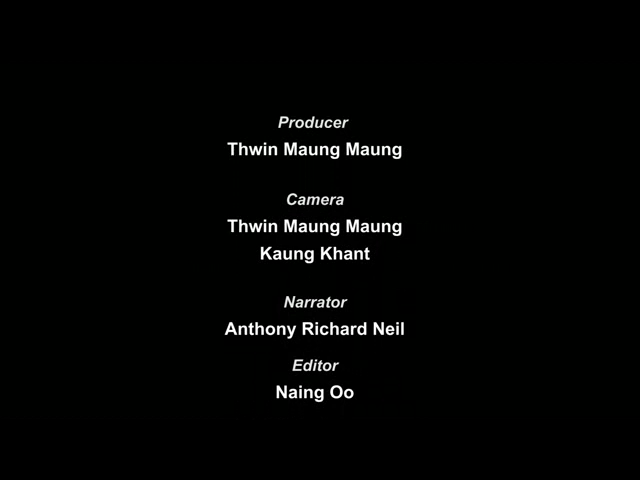 Producer
Thwin Maung Maung
Camera
Thwin Maung Maung
Kaung Khant
Narrator
Anthony Richard Neil
Editor
Naing Oo